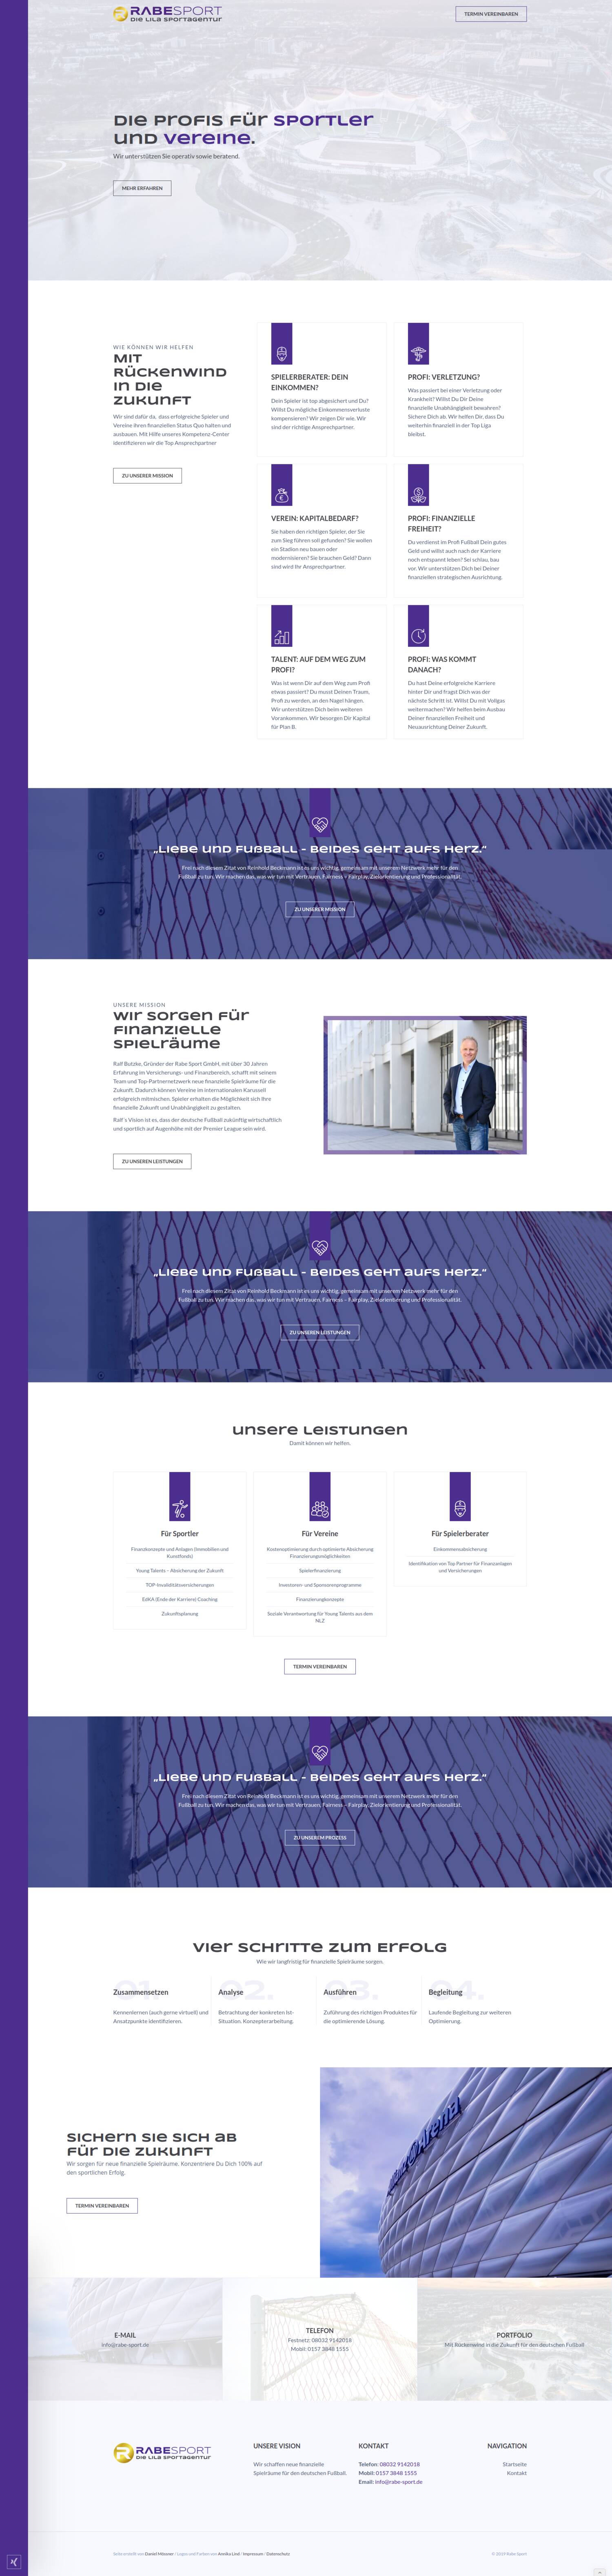 RABESPORT
DIE LILA SPORTAGENTUR
TERMIN VEREINBAREN
Die Profis für Sportler
und Vereine.
Wir unterstützen Sie operativ sowie beratend.
MEHR ERFAHREN
WIE KÖNNEN WIR HELFEN
Mit
Rückenwind
in die
Zukunft
Wir sind dafür da, dass erfolgreiche Spieler und
Vereine ihren finanziellen Status Quo halten und
ausbauen. Mit Hilfe unseres Kompetenz-Center
identifizieren wir die Top Ansprechpartner
ZU UNSERER MISSION
SPIELERBERATER: DEIN
EINKOMMEN?
Dein Spieler ist top abgesichert und Du?
Willst Du mögliche Einkommensverluste
kompensieren? Wir zeigen Dir wie. Wir
sind der richtige Ansprechpartner.
PROFI: VERLETZUNG?
Was passiert bei einer Verletzung oder
Krankheit? Willst Du Dir Deine
finanzielle Unabhängigkeit bewahren?
Sichere Dich ab. Wir helfen Dir, dass Du
weiterhin finanziell in der Top Liga
bleibst.
VEREIN: KAPITALBEDARF?
Sie haben den richtigen Spieler, der Sie
zum Sieg führen soll gefunden? Sie wollen
ein Stadion neu bauen oder
modernisieren? Sie brauchen Geld? Dann
sind wird Ihr Ansprechpartner.
PROFI: FINANZIELLE
FREIHEIT?
Du verdienst im Profi Fußball Dein gutes
Geld und willst auch nach der Karriere
noch entspannt leben? Sei schlau, bau
vor. Wir unterstützen Dich bei Deiner
finanziellen strategischen Ausrichtung.
TALENT: AUF DEM WEG ZUM
PROFI?
Was ist wenn Dir auf dem Weg zum Profi
etwas passiert? Du musst Deinen Traum,
Profi zu werden, an den Nagel hängen.
Wir unterstützen Dich beim weiteren
Vorankommen. Wir besorgen Dir Kapital
für Plan B.
PROFI: WAS KOMMT
DANACH?
Du hast Deine erfolgreiche Karriere
hinter Dir und fragst Dich was der
nächste Schritt ist. Willst Du mit Vollgas
weitermachen? Wir helfen beim Ausbau
Deiner finanziellen Freiheit und
Neuausrichtung Deiner Zukunft.
„Liebe und Fußball - beides geht aufs Herz."
Frei nach diesem Zitat von Reinhold Beckmann ist es uns wichtig, gemeinsam mit unserem Netzwerk mehr für den
Fußball zu tun. Wir machen das, was wir tun mit Vertrauen, Fairness – Fairplay, Zielorientierung und Professionalität.
ZU UNSERER MISSION
UNSERE MISSION
Wir sorgen für
finanzielle
Spielräume
Ralf Butzke, Gründer der Rabe Sport GmbH, mit über 30 Jahren
Erfahrung im Versicherungs- und Finanzbereich, schafft mit seinem
Team und Top-Partnernetzwerk neue finanzielle Spielräume für die
Zukunft. Dadurch können Vereine im internationalen Karussell
erfolgreich mitmischen. Spieler erhalten die Möglichkeit sich ihre
finanzielle Zukunft und Unabhängigkeit zu gestalten.
Ralf´s Vision ist es, dass der deutsche Fußball zukünftig wirtschaftlich
und sportlich auf Augenhöhe mit der Premier League sein wird.
ZU UNSEREN LEISTUNGEN
„Liebe und Fußball - beides geht aufs Herz."
Frei nach diesem Zitat von Reinhold Beckmann ist es uns wichtig, gemeinsam mit unserem Netzwerk mehr für den
Fußball zu tun. Wir machen das, was wir tun mit Vertrauen, Fairness – Fairplay, Zielorientierung und Professionalität.
ZU UNSEREN LEISTUNGEN
Unsere Leistungen
Damit können wir helfen.
Für Sportler
Finanzkonzepte und Anlagen (Immobilien und
Kunstfonds)
Young Talents – Absicherung der Zukunft
TOP-Invaliditätsversicherungen
EdKA (Ende der Karriere) Coaching
Zukunftsplanung
Für Vereine
Kostenoptimierung durch optimierte Absicherung
Finanzierungsmöglichkeiten
Spielerfinanzierung
Investoren- und Sponsorenprogramme
Finanzierungkonzepte
Soziale Verantwortung für Young Talents aus dem
NLZ
Für Spielerberater
Einkommensabsicherung
Identifikation von Top Partner für Finanzanlagen
und Versicherungen
TERMIN VEREINBAREN
„Liebe und Fußball - beides geht aufs Herz."
Frei nach diesem Zitat von Reinhold Beckmann ist es uns wichtig, gemeinsam mit unserem Netzwerk mehr für den
Fußball zu tun. Wir machen das, was wir tun mit Vertrauen, Fairness – Fairplay, Zielorientierung und Professionalität.
ZU UNSEREM PROZESS
Vier Schritte zum Erfolg
Wie wir langfristig für finanzielle Spielräume sorgen.
01.
Zusammensetzen
Kennenlernen (auch gerne virtuell) und
Ansatzpunkte identifizieren.
02.
Analyse
Betrachtung der konkreten Ist-
Situation. Konzepterarbeitung.
03.
Ausführen
Zuführung des richtigen Produktes für
die optimierende Lösung.
04.
Begleitung
Laufende Begleitung zur weiteren
Optimierung.
Sichern Sie sich ab
für die Zukunft
Wir sorgen für neue finanzielle Spielräume. Konzentriere Du Dich 100% auf
den sportlichen Erfolg.
TERMIN VEREINBAREN
Arena
E-MAIL
info@rabe-sport.de
TELEFON
Festnetz: 08032 9142018
Mobil: 0157 3848 1555
PORTFOLIO
Mit Rückenwind in die Zukunft für den deutschen Fußball
RABESPORT
DIE LILA SPORTAGENTUR
UNSERE VISION
Wir schaffen neue finanzielle
Spielräume für den deutschen Fußball.
KONTAKT
Telefon: 08032 9142018
Mobil: 0157 3848 1555
Email: info@rabe-sport.de
NAVIGATION
Startseite
Kontakt
Seite erstellt von Daniel Missner / Logos und Farben von Annika Lind / Impressum / Datenschutz
© 2019 Rabe Sport